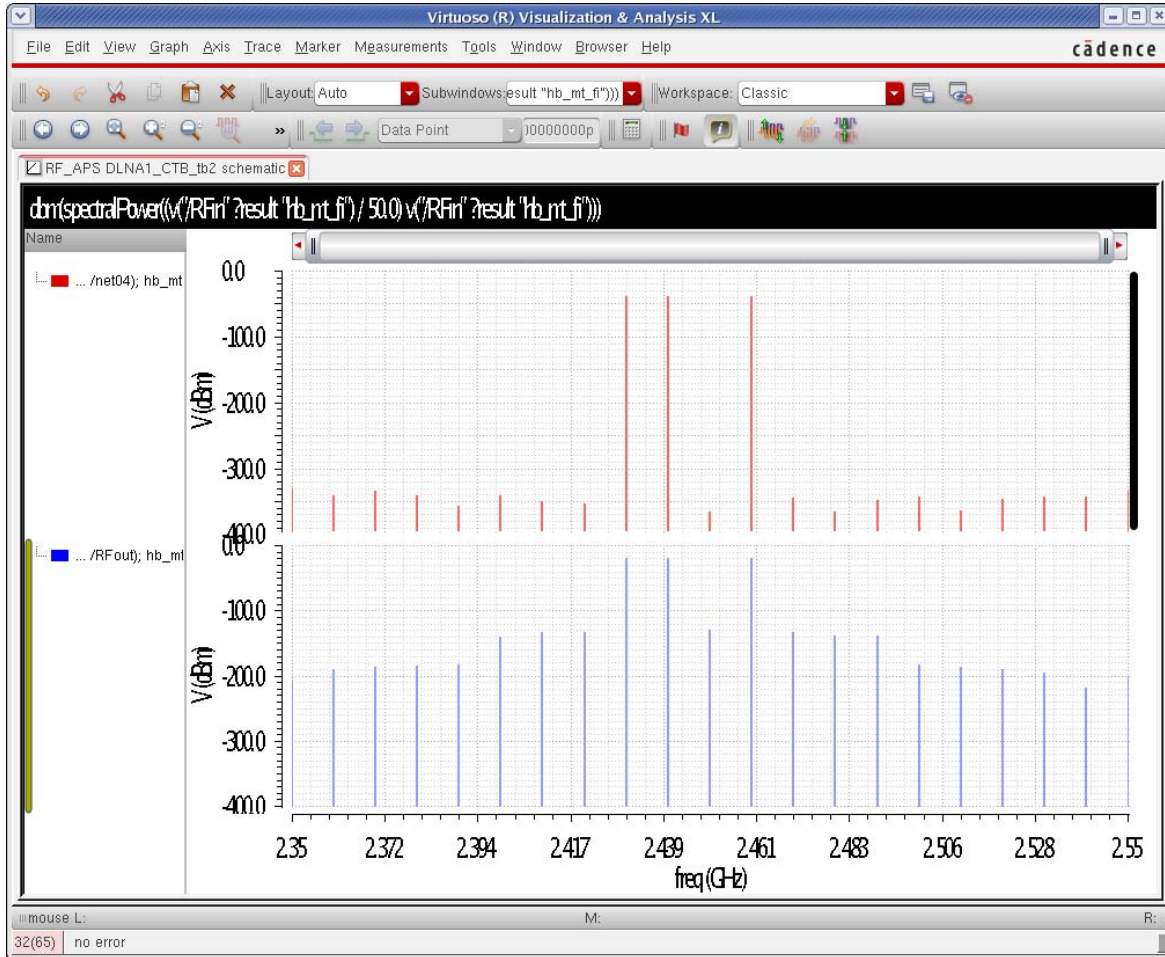 Virtuoso (R) Visualization & Analysis XL
File Edit View Graph Axis Trace Marker Measurements Tools Window Browser Help
cādence
Layout: Auto Subwindows: esult "hb_mt_fi"))) Workspace: Classic
» Data Point 00000000p
RF_APS DLNA1_CTB_tb2 schematic
dbm(spectralPower((v("/RFin" ?result "hb_mt_fi") / 50.0) v("/RFin" ?result "hb_mt_fi")))
Name
... /net04); hb_mt
0.0
-100.0
-200.0
-300.0
-400.0
V (dBm)
... /RFout); hb_mt
0.0
-100.0
-200.0
-300.0
-400.0
V (dBm)
2.35 2.372 2.394 2.417 2.439 2.461 2.483 2.506 2.528 2.55
freq (GHz)
mouse L: M: R:
32(65) no error